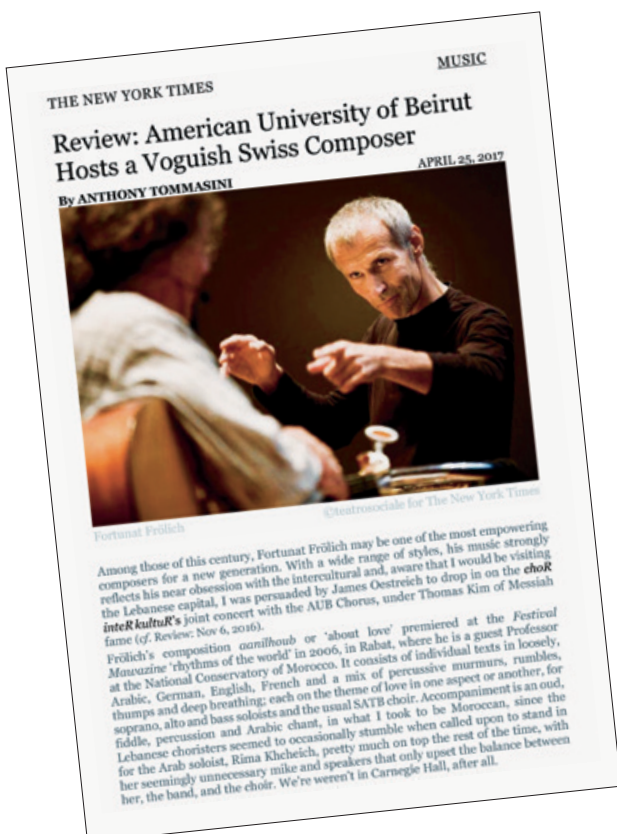 THE NEW YORK TIMES
MUSIC
Review: American University of Beirut
Hosts a Voguish Swiss Composer
By ANTHONY TOMMASINI
APRIL 25, 2017
Fortunat Frölich
©teatrosociale for The New York Times
Among those of this century, Fortunat Frölich may be one of the most empowering
composers for a new generation. With a wide range of styles, his music strongly
reflects his near obsession with the intercultural and, aware that I would be visiting
the Lebanese capital, I was persuaded by James Oestreich to drop in on the choR
inteR kultuR's joint concert with the AUB Chorus, under Thomas Kim of Messiah
fame (cf. Review: Nov 6, 2016).
Frölich's composition aanilhoub or 'about love' premiered at the Festival
Mawazine 'rhythms of the world' in 2006, in Rabat, where he is a guest Professor
at the National Conservatory of Morocco. It consists of individual texts in loosely,
Arabic, German, English, French and a mix of percussive murmurs, rumbles,
thumps and deep breathing; each on the theme of love in one aspect or another, for
soprano, alto and bass soloists and the usual SATB choir. Accompaniment is an oud,
fiddle, percussion and Arabic chant, in what I took to be Moroccan, since the
Lebanese choristers seemed to occasionally stumble when called upon to stand in
for the Arab soloist, Rima Khcheich, pretty much on top the rest of the time, with
her seemingly unnecessary mike and speakers that only upset the balance between
her, the band, and the choir. We're weren't in Carnegie Hall, after all.